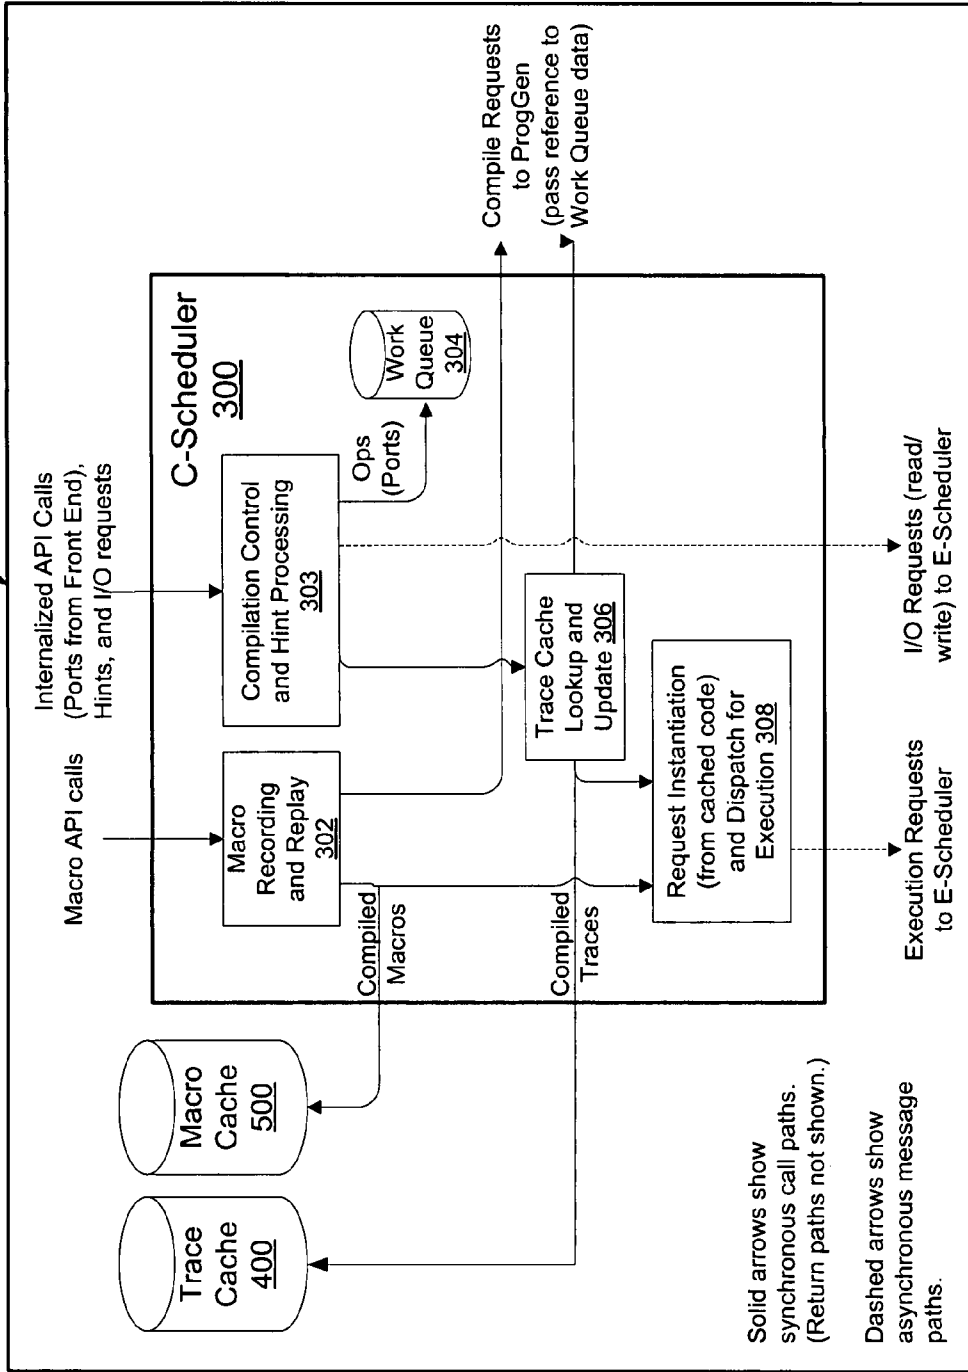 Macro API calls
Internalized API Calls
(Ports from Front End),
Hints, and I/O requests
C-Scheduler
300
Trace
Cache
400
Macro
Cache
500
Macro
Recording
and Replay
302
Compilation Control
and Hint Processing
303
Ops
(Ports)
Work
Queue
304
Compiled
Macros
Compile Requests
to ProgGen
(pass reference to
Work Queue data)
Trace Cache
Lookup and
Update 306
Compiled
Traces
Request Instantiation
(from cached code)
and Dispatch for
Execution 308
Execution Requests
to E-Scheduler
I/O Requests (read/
write) to E-Scheduler
Solid arrows show
synchronous call paths.
(Return paths not shown.)
Dashed arrows show
asynchronous message
paths.